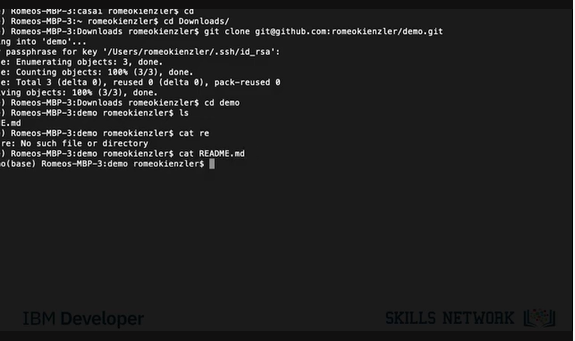 ) Romeos-MBP-3:casai romeokienzler$ cd
) Romeos-MBP-3:~ romeokienzler$ cd Downloads/
) Romeos-MBP-3:Downloads romeokienzler$ git clone git@github.com:romeokienzler/demo.git
ng into 'demo'...
r passphrase for key '/Users/romeokienzler/.ssh/id_rsa':
e: Enumerating objects: 3, done.
e: Counting objects: 100% (3/3), done.
e: Total 3 (delta 0), reused 0 (delta 0), pack-reused 0
ving objects: 100% (3/3), done.
) Romeos-MBP-3:Downloads romeokienzler$ cd demo
) Romeos-MBP-3:demo romeokienzler$ ls
E.md
) Romeos-MBP-3:demo romeokienzler$ cat re
re: No such file or directory
) Romeos-MBP-3:demo romeokienzler$ cat README.md
mo(base) Romeos-MBP-3:demo romeokienzler$
IBM Developer
SKILLS NETWORK